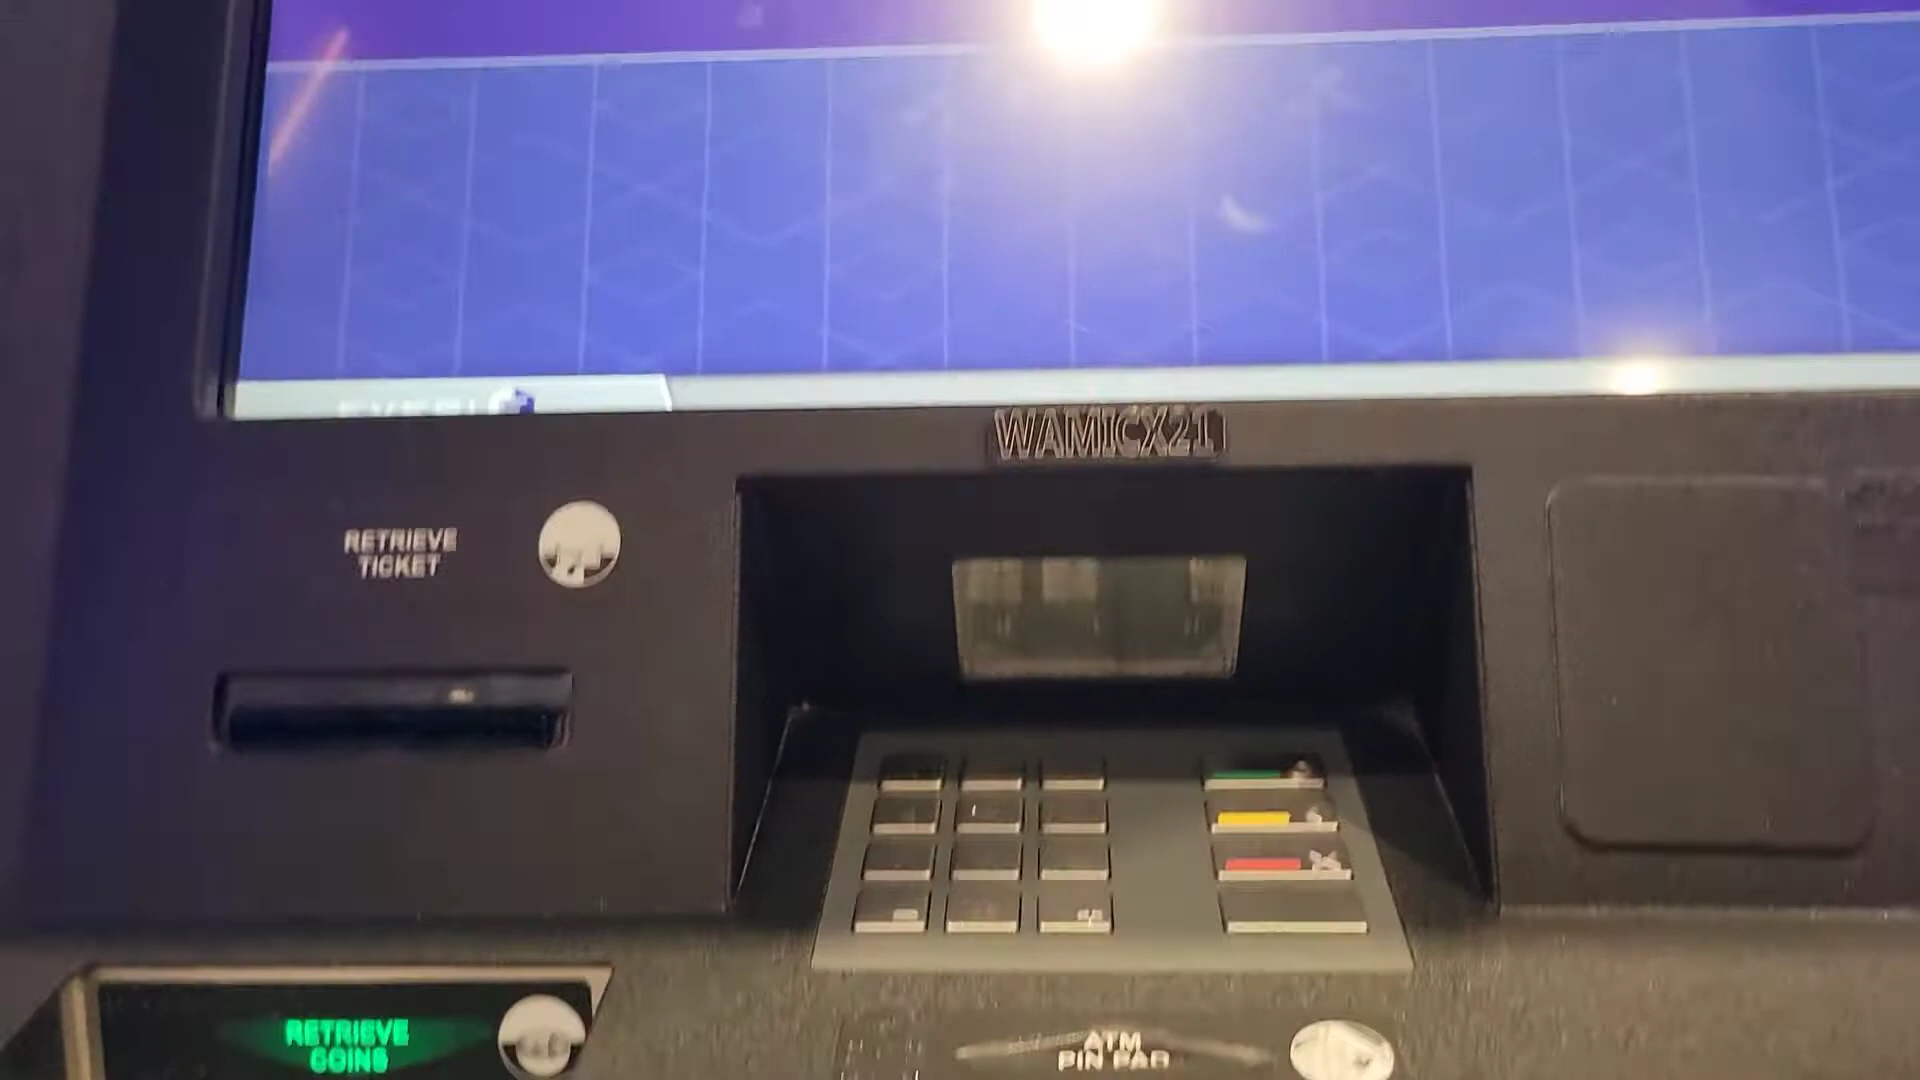 WAMICX21
RETRIEVE
TICKET
RETRIEVE
COINS
ATM
PIN PAD